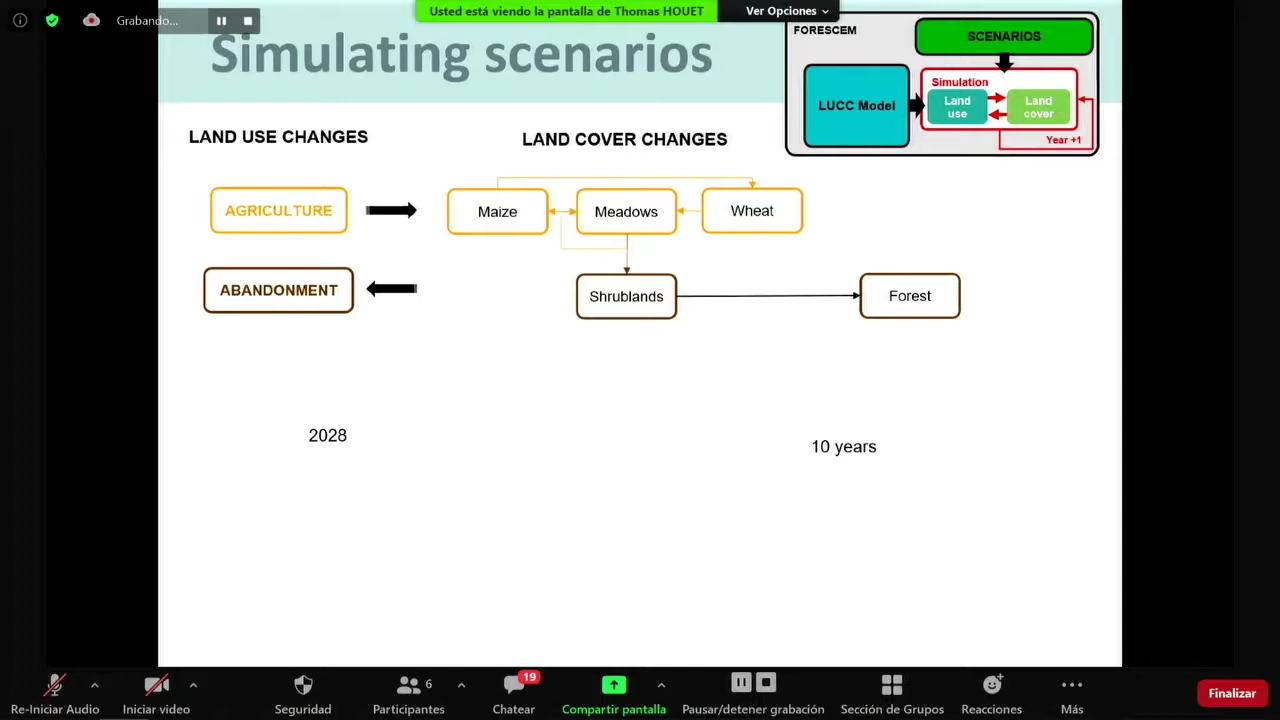 Grabando...
Usted está viendo la pantalla de Thomas HOUET
Ver Opciones
Simulating scenarios
FORESCEM
SCENARIOS
LUCC Model
Simulation
Land use
Land cover
Year +1
LAND USE CHANGES
LAND COVER CHANGES
AGRICULTURE
Maize
Meadows
Wheat
ABANDONMENT
Shrublands
Forest
2028
10 years
Re-Iniciar Audio
Iniciar video
Seguridad
6
Participantes
19
Chatear
Compartir pantalla
Pausar/detener grabación
Sección de Grupos
Reacciones
Más
Finalizar